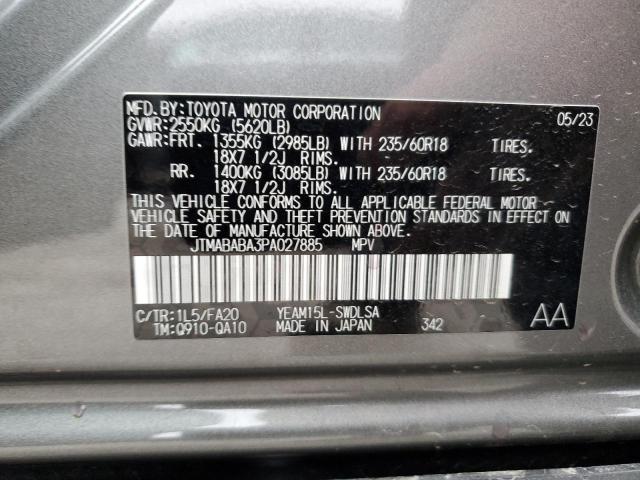 MFD.BY:TOYOTA MOTOR CORPORATION 05/23
GVWR:2550KG (5620LB)
GAWR:FRT. 1355KG (2985LB) WITH 235/60R18 TIRES.
18X7 1/2J RIMS.
RR. 1400KG (3085LB) WITH 235/60R18 TIRES.
18X7 1/2J RIMS.
THIS VEHICLE CONFORMS TO ALL APPLICABLE FEDERAL MOTOR
VEHICLE SAFETY AND THEFT PREVENTION STANDARDS IN EFFECT ON
THE DATE OF MANUFACTURE SHOWN ABOVE.
JTMABABA3PA027885 MPV
C/TR:1L5/FA20 YEAM15L-SWDLSA
TM:Q910-QA10 MADE IN JAPAN 342 AA